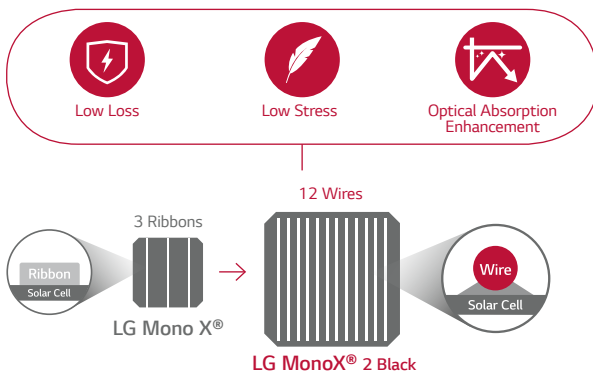 Low Loss
Low Stress
Optical Absorption
Enhancement
12 Wires
3 Ribbons
Ribbon
Solar Cell
Wire
Solar Cell
LG Mono X®
LG MonoX® 2 Black